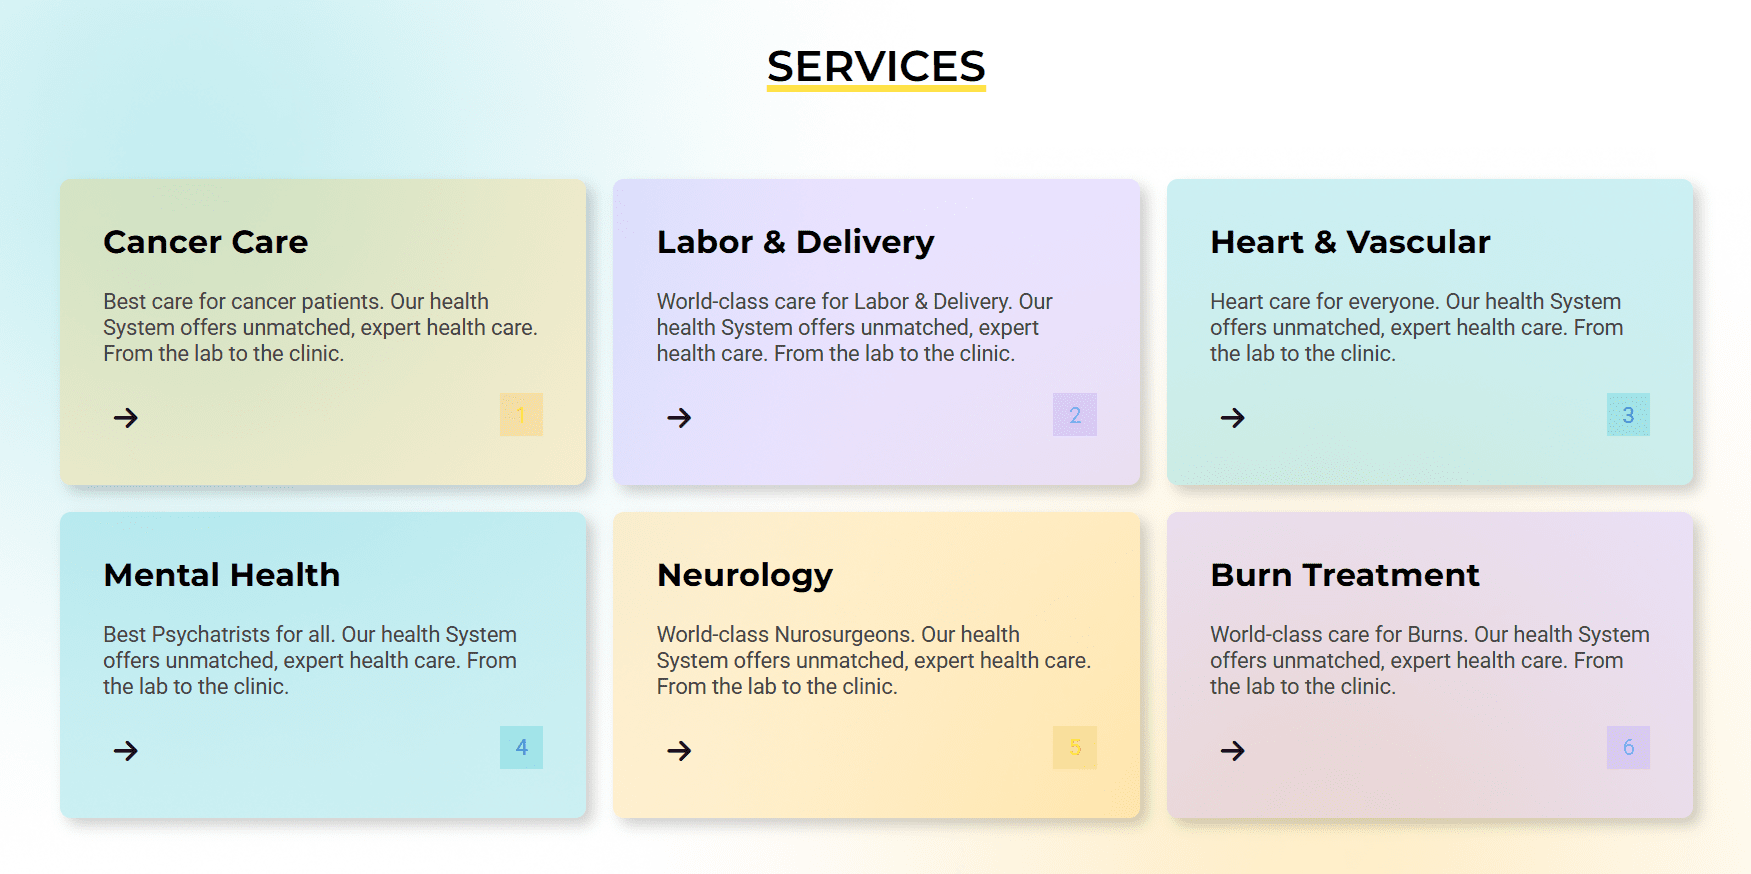 SERVICES
Cancer Care
Best care for cancer patients. Our health
System offers unmatched, expert health care.
From the lab to the clinic.
1
Labor & Delivery
World-class care for Labor & Delivery. Our
health System offers unmatched, expert
health care. From the lab to the clinic.
2
Heart & Vascular
Heart care for everyone. Our health System
offers unmatched, expert health care. From
the lab to the clinic.
3
Mental Health
Best Psychatrists for all. Our health System
offers unmatched, expert health care. From
the lab to the clinic.
4
Neurology
World-class Nurosurgeons. Our health
System offers unmatched, expert health care.
From the lab to the clinic.
5
Burn Treatment
World-class care for Burns. Our health System
offers unmatched, expert health care. From
the lab to the clinic.
6